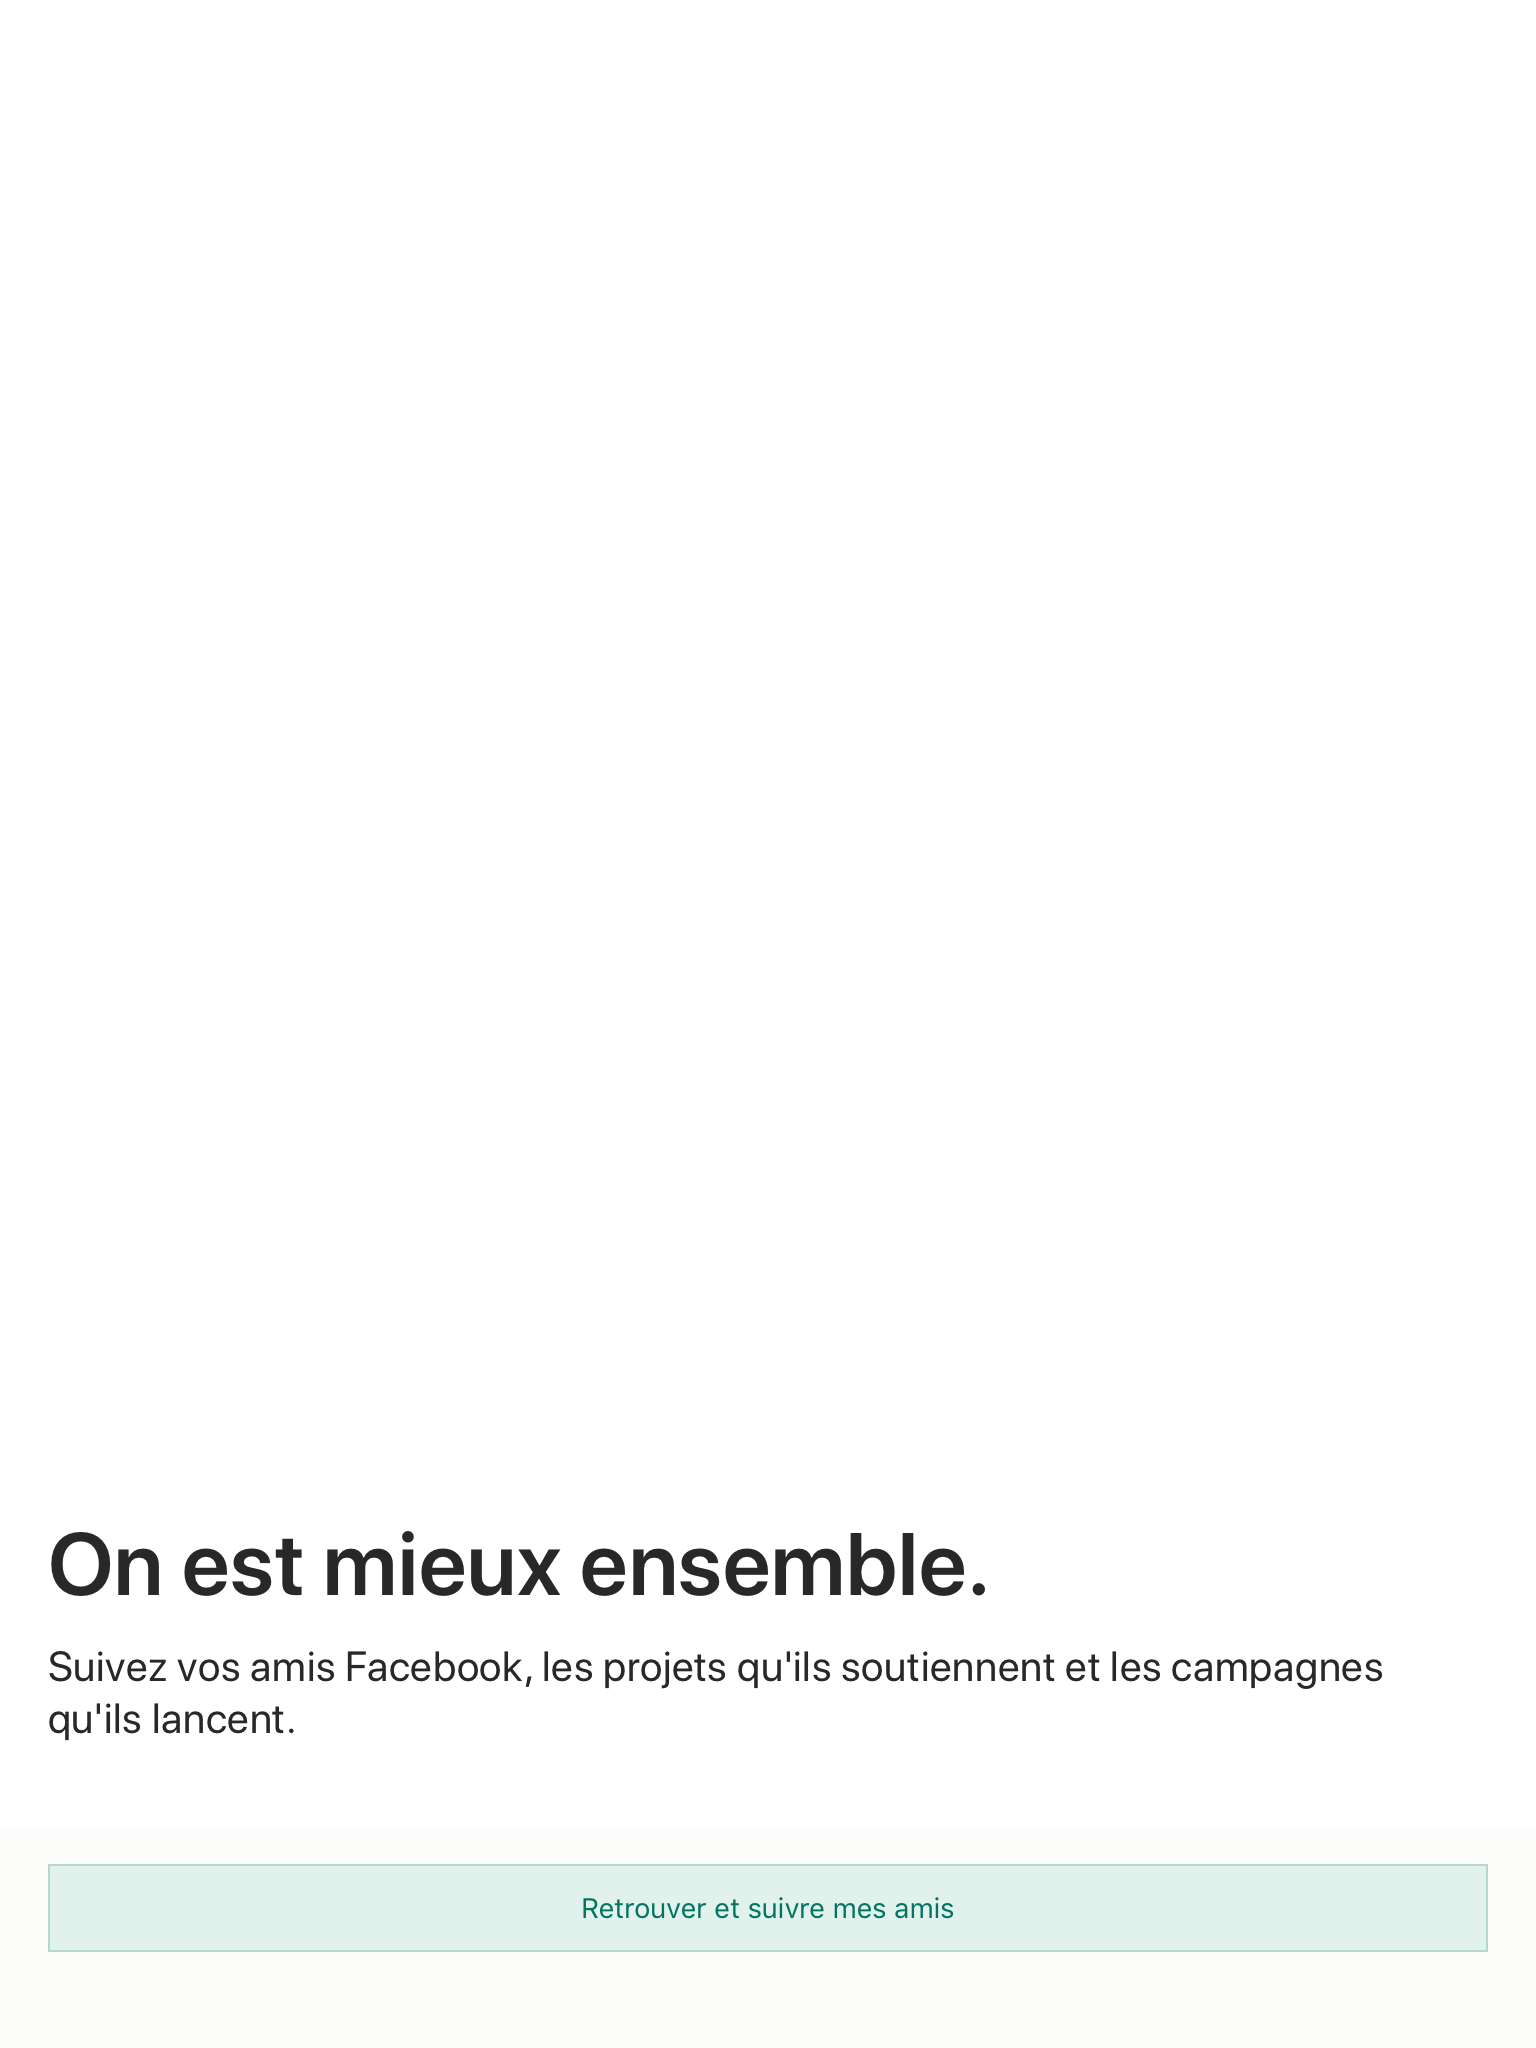 On est mieux ensemble.
Suivez vos amis Facebook, les projets qu'ils soutiennent et les campagnes
qu'ils lancent.
Retrouver et suivre mes amis